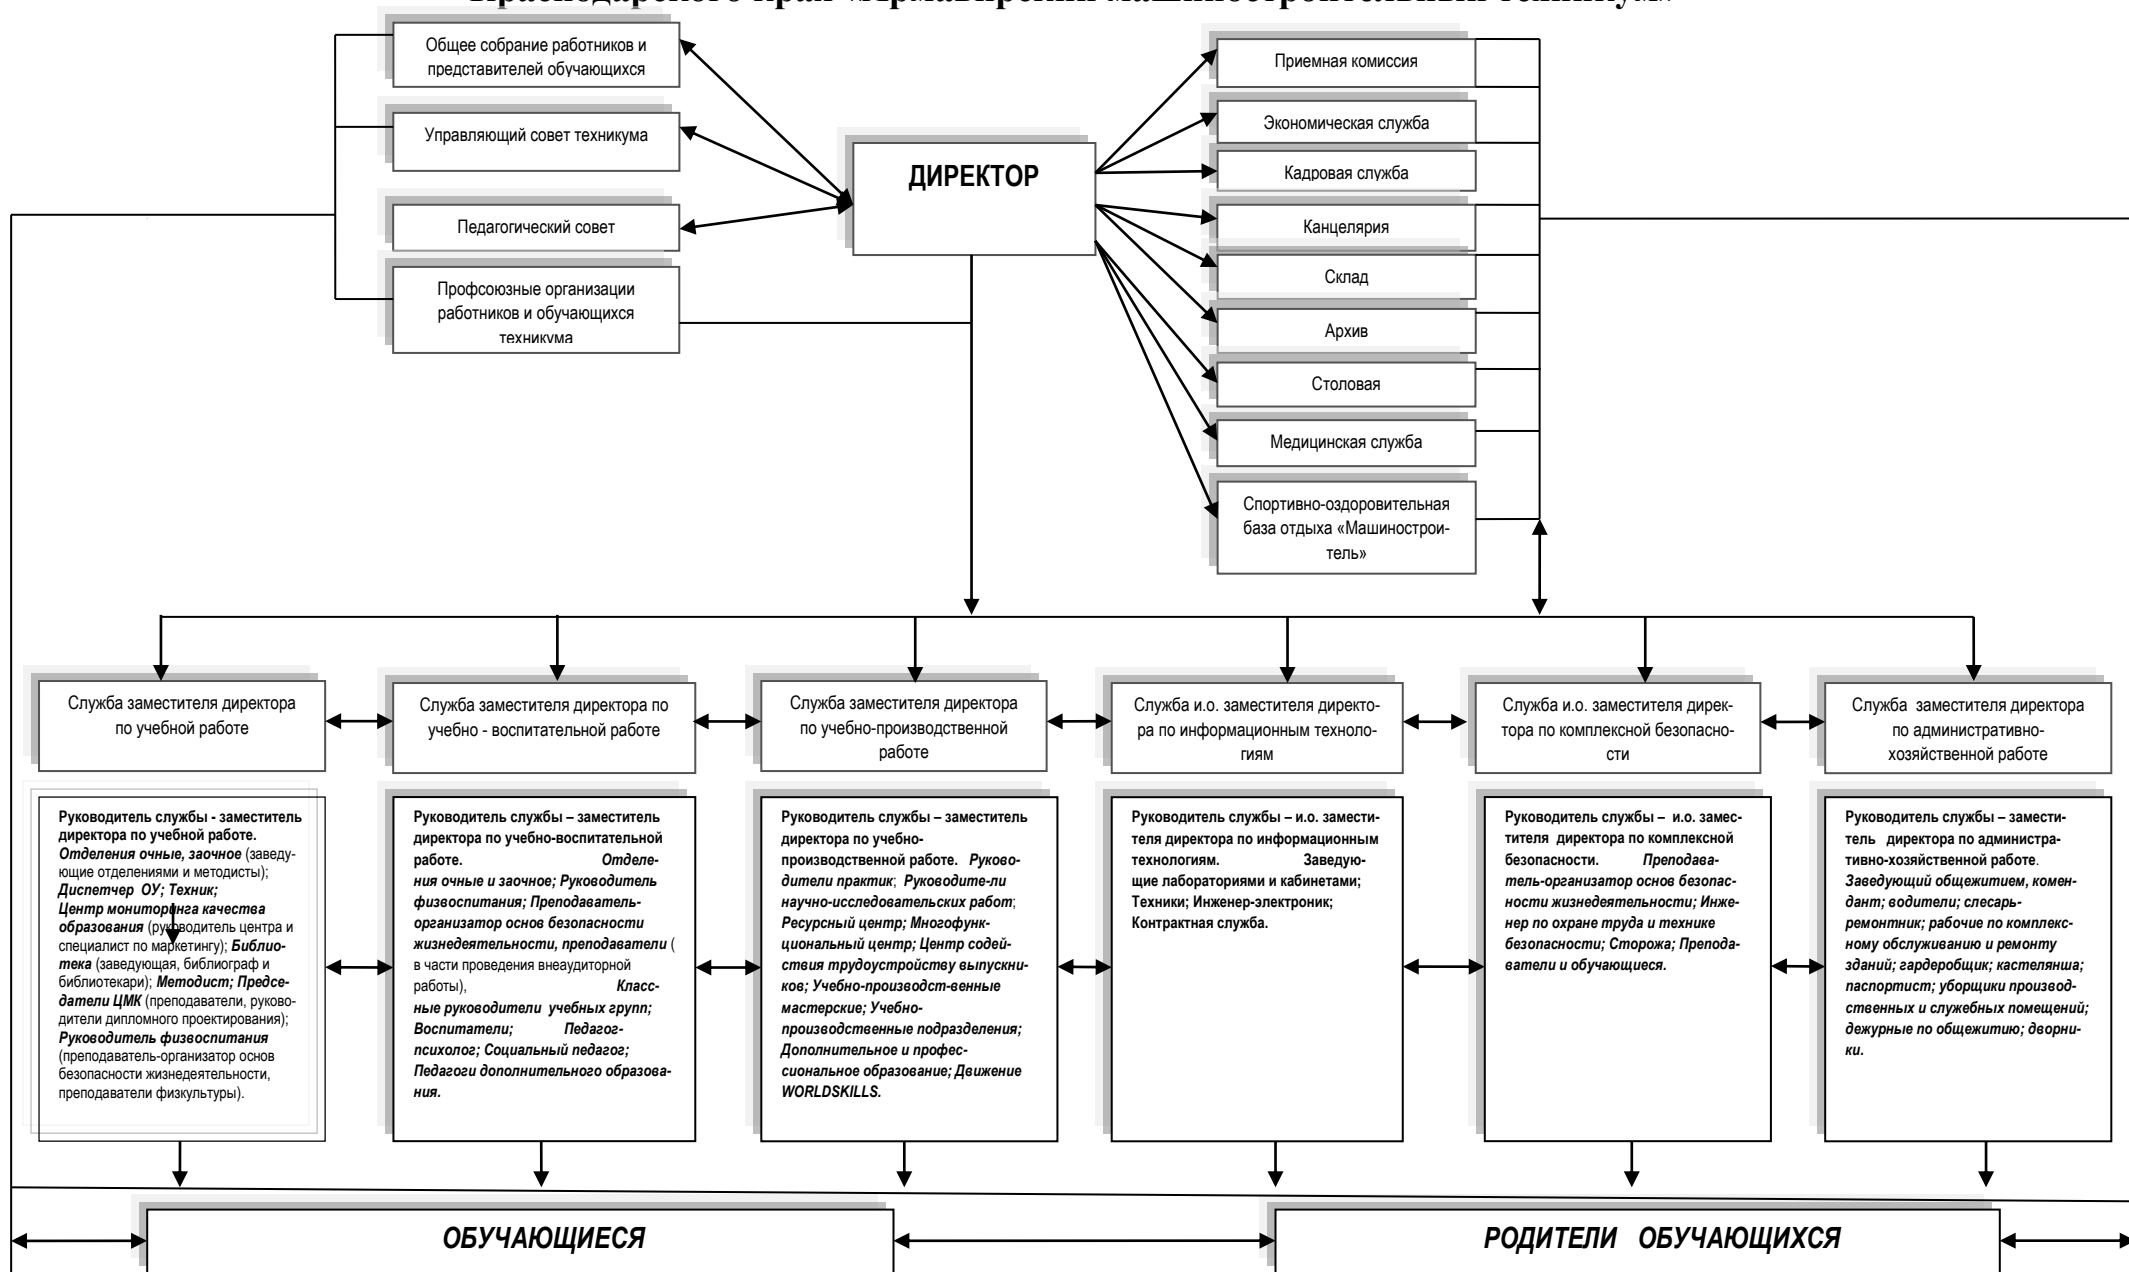 Краснодарского края «Армавирский машиностроительный техникум»
Общее собрание работников и
представителей обучающихся
Управляющий совет техникума
Педагогический совет
Профсоюзные организации
работников и обучающихся
техникума
ДИРЕКТОР
Приемная комиссия
Экономическая служба
Кадровая служба
Канцелярия
Склад
Архив
Столовая
Медицинская служба
Спортивно-оздоровительная
база отдыха «Машинострои-
тель»
Служба заместителя директора
по учебной работе
Служба заместителя директора по
учебно - воспитательной работе
Служба заместителя директора
по учебно-производственной
работе
Служба и.о. заместителя директо-
ра по информационным техноло-
гиям
Служба и.о. заместителя дирек-
тора по комплексной безопасно-
сти
Служба заместителя директора
по административно-
хозяйственной работе
Руководитель службы - заместитель
директора по учебной работе.
Отделения очные, заочное (заведу-
ющие отделениями и методисты);
Диспетчер ОУ; Техник;
Центр мониторинга качества
образования (руководитель центра и
специалист по маркетингу); Библио-
тека (заведующая, библиограф и
библиотекари); Методист; Предсе-
датели ЦМК (преподаватели, руково-
дители дипломного проектирования);
Руководитель физвоспитания
(преподаватель-организатор основ
безопасности жизнедеятельности,
преподаватели физкультуры).
Руководитель службы – заместитель
директора по учебно-воспитательной
работе. Отделе-
ния очные и заочное; Руководитель
физвоспитания; Преподаватель-
организатор основ безопасности
жизнедеятельности, преподаватели (
в части проведения внеаудиторной
работы), Класс-
ные руководители учебных групп;
Воспитатели; Педагог-
психолог; Социальный педагог;
Педагоги дополнительного образова-
ния.
Руководитель службы – заместитель
директора по учебно-
производственной работе. Руково-
дители практик; Руководите-ли
научно-исследовательских работ;
Ресурсный центр; Многофунк-
циональный центр; Центр содей-
ствия трудоустройству выпускни-
ков; Учебно-производст-венные
мастерские; Учебно-
производственные подразделения;
Дополнительное и профес-
сиональное образование; Движение
WORLDSKILLS.
Руководитель службы – и.о. замести-
теля директора по информационным
технологиям. Заведую-
щие лабораториями и кабинетами;
Техники; Инженер-электроник;
Контрактная служба.
Руководитель службы – и.о. замес-
тителя директора по комплексной
безопасности. Преподава-
тель-организатор основ безопас-
ности жизнедеятельности; Инже-
нер по охране труда и технике
безопасности; Сторожа; Препода-
ватели и обучающиеся.
Руководитель службы – замести-
тель директора по администра-
тивно-хозяйственной работе.
Заведующий общежитием, комен-
дант; водители; слесарь-
ремонтник; рабочие по комплекс-
ному обслуживанию и ремонту
зданий; гардеробщик; кастелянша;
паспортист; уборщики производ-
ственных и служебных помещений;
дежурные по общежитию; дворни-
ки.
ОБУЧАЮЩИЕСЯ
РОДИТЕЛИ ОБУЧАЮЩИХСЯ